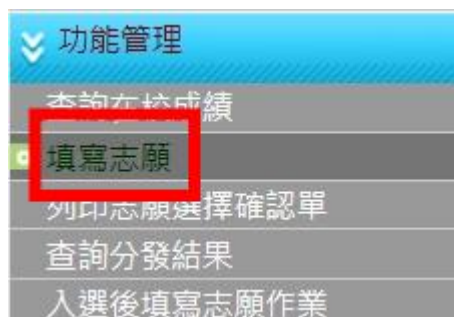 功能管理
查詢在校成績
填寫志願
列印志願選擇確認單
查詢分發結果
入選後填寫志願作業